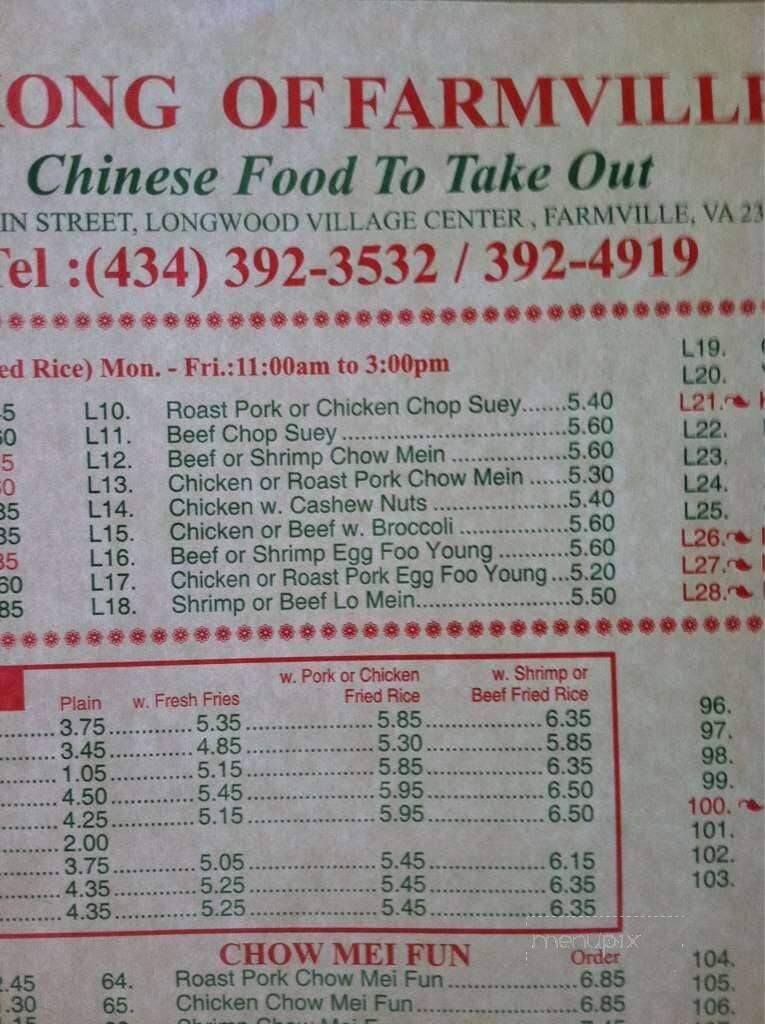 OF FARMVILLE
Chinese Food To Take Out
IN STREET, LONGWOOD VILLAGE CENTER, FARMVILLE, VA 23
Tel :(434) 392-3532 / 392-4919
ed Rice) Mon. - Fri.:11:00am to 3:00pm
L10. Roast Pork or Chicken Chop Suey.......5.40
L11. Beef Chop Suey..................................5.60
L12. Beef or Shrimp Chow Mein..................5.60
L13. Chicken or Roast Pork Chow Mein......5.30
L14. Chicken w. Cashew Nuts.....................5.40
L15. Chicken or Beef w. Broccoli.................5.60
L16. Beef or Shrimp Egg Foo Young...........5.60
L17. Chicken or Roast Pork Egg Foo Young...5.20
L18. Shrimp or Beef Lo Mein.......................5.50
L19.
L20.
L21.
L22.
L23.
L24.
L25.
L26.
L27.
L28.
Plain w. Fresh Fries w. Pork or Chicken Fried Rice w. Shrimp or Beef Fried Rice
3.75 5.35 5.85 6.35
3.45 4.85 5.30 5.85
1.05 5.15 5.85 6.35
4.50 5.45 5.95 6.50
4.25 5.15 5.95 6.50
2.00
3.75 5.05 5.45 6.15
4.35 5.25 5.45 6.35
4.35 5.25 5.45 6.35
96.
97.
98.
99.
100.
101.
102.
103.
CHOW MEI FUN Order
64. Roast Pork Chow Mei Fun....................6.85
65. Chicken Chow Mei Fun.........................6.85
104.
105.
106.
menupix